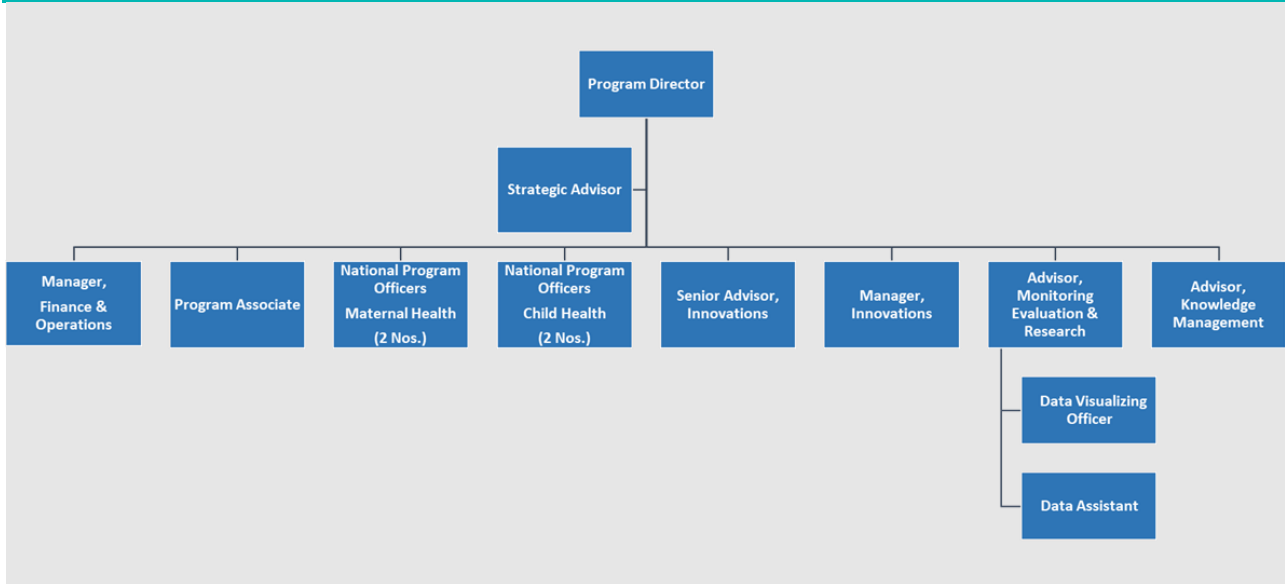 Program Director
Strategic Advisor
Manager,
Finance &
Operations
Program Associate
National Program
Officers
Maternal Health
(2 Nos.)
National Program
Officers
Child Health
(2 Nos.)
Senior Advisor,
Innovations
Manager,
Innovations
Advisor,
Monitoring
Evaluation &
Research
Advisor,
Knowledge
Management
Data Visualizing
Officer
Data Assistant